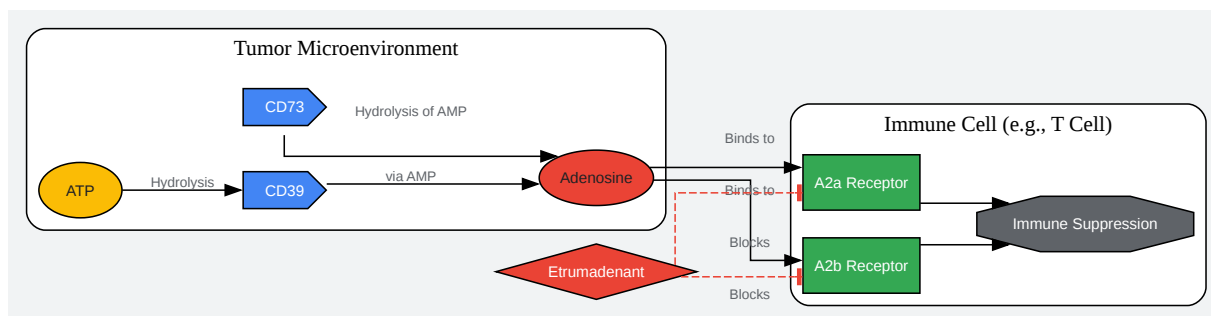 Tumor Microenvironment
CD73
Hydrolysis of AMP
ATP
Hydrolysis
CD39
via AMP
Adenosine
Binds to
Binds to
Blocks
Blocks
Etrumadenant
Immune Cell (e.g., T Cell)
A2a Receptor
A2b Receptor
Immune Suppression